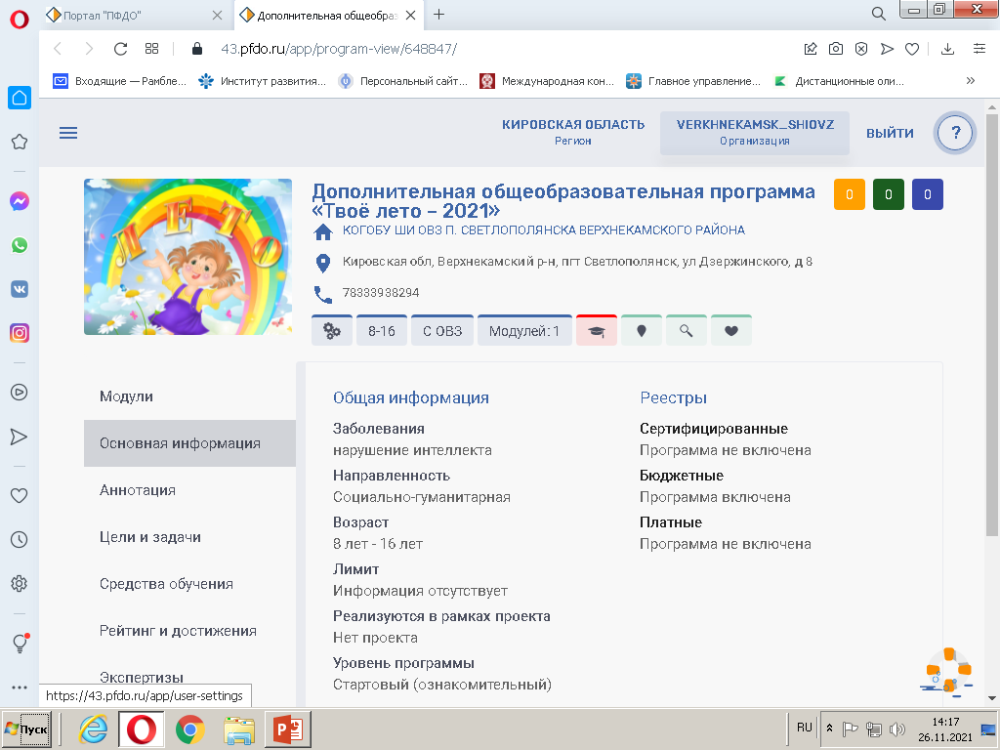 Портал "ПФДО"
Дополнительная общеобраз
43.pfdo.ru/app/program-view/648847/
Входящие — Рамбле...
Институт развития...
Персональный сайт...
Международная кон...
Главное управление...
Дистанционные оли...
»
КИРОВСКАЯ ОБЛАСТЬ
Регион
VERKHNEKAMSK_SHIOVZ
Организация
ВЫЙТИ
?
ЛЕТО
Дополнительная общеобразовательная программа
«Твоё лето – 2021»
0
0
0
КОГОБУ ШИ ОВЗ П. СВЕТЛОПОЛЯНСКА ВЕРХНЕКАМСКОГО РАЙОНА
Кировская обл, Верхнекамский р-н, пгт Светлополянск, ул Дзержинского, д 8
78333938294
8-16
С ОВЗ
Модулей: 1
Модули
Основная информация
Аннотация
Цели и задачи
Средства обучения
Рейтинг и достижения
Экспертизы
Общая информация
Заболевания
нарушение интеллекта
Направленность
Социально-гуманитарная
Возраст
8 лет - 16 лет
Лимит
Информация отсутствует
Реализуются в рамках проекта
Нет проекта
Уровень программы
Стартовый (ознакомительный)
Реестры
Сертифицированные
Программа не включена
Бюджетные
Программа включена
Платные
Программа не включена
https://43.pfdo.ru/app/user-settings
Пуск
RU
14:17
26.11.2021